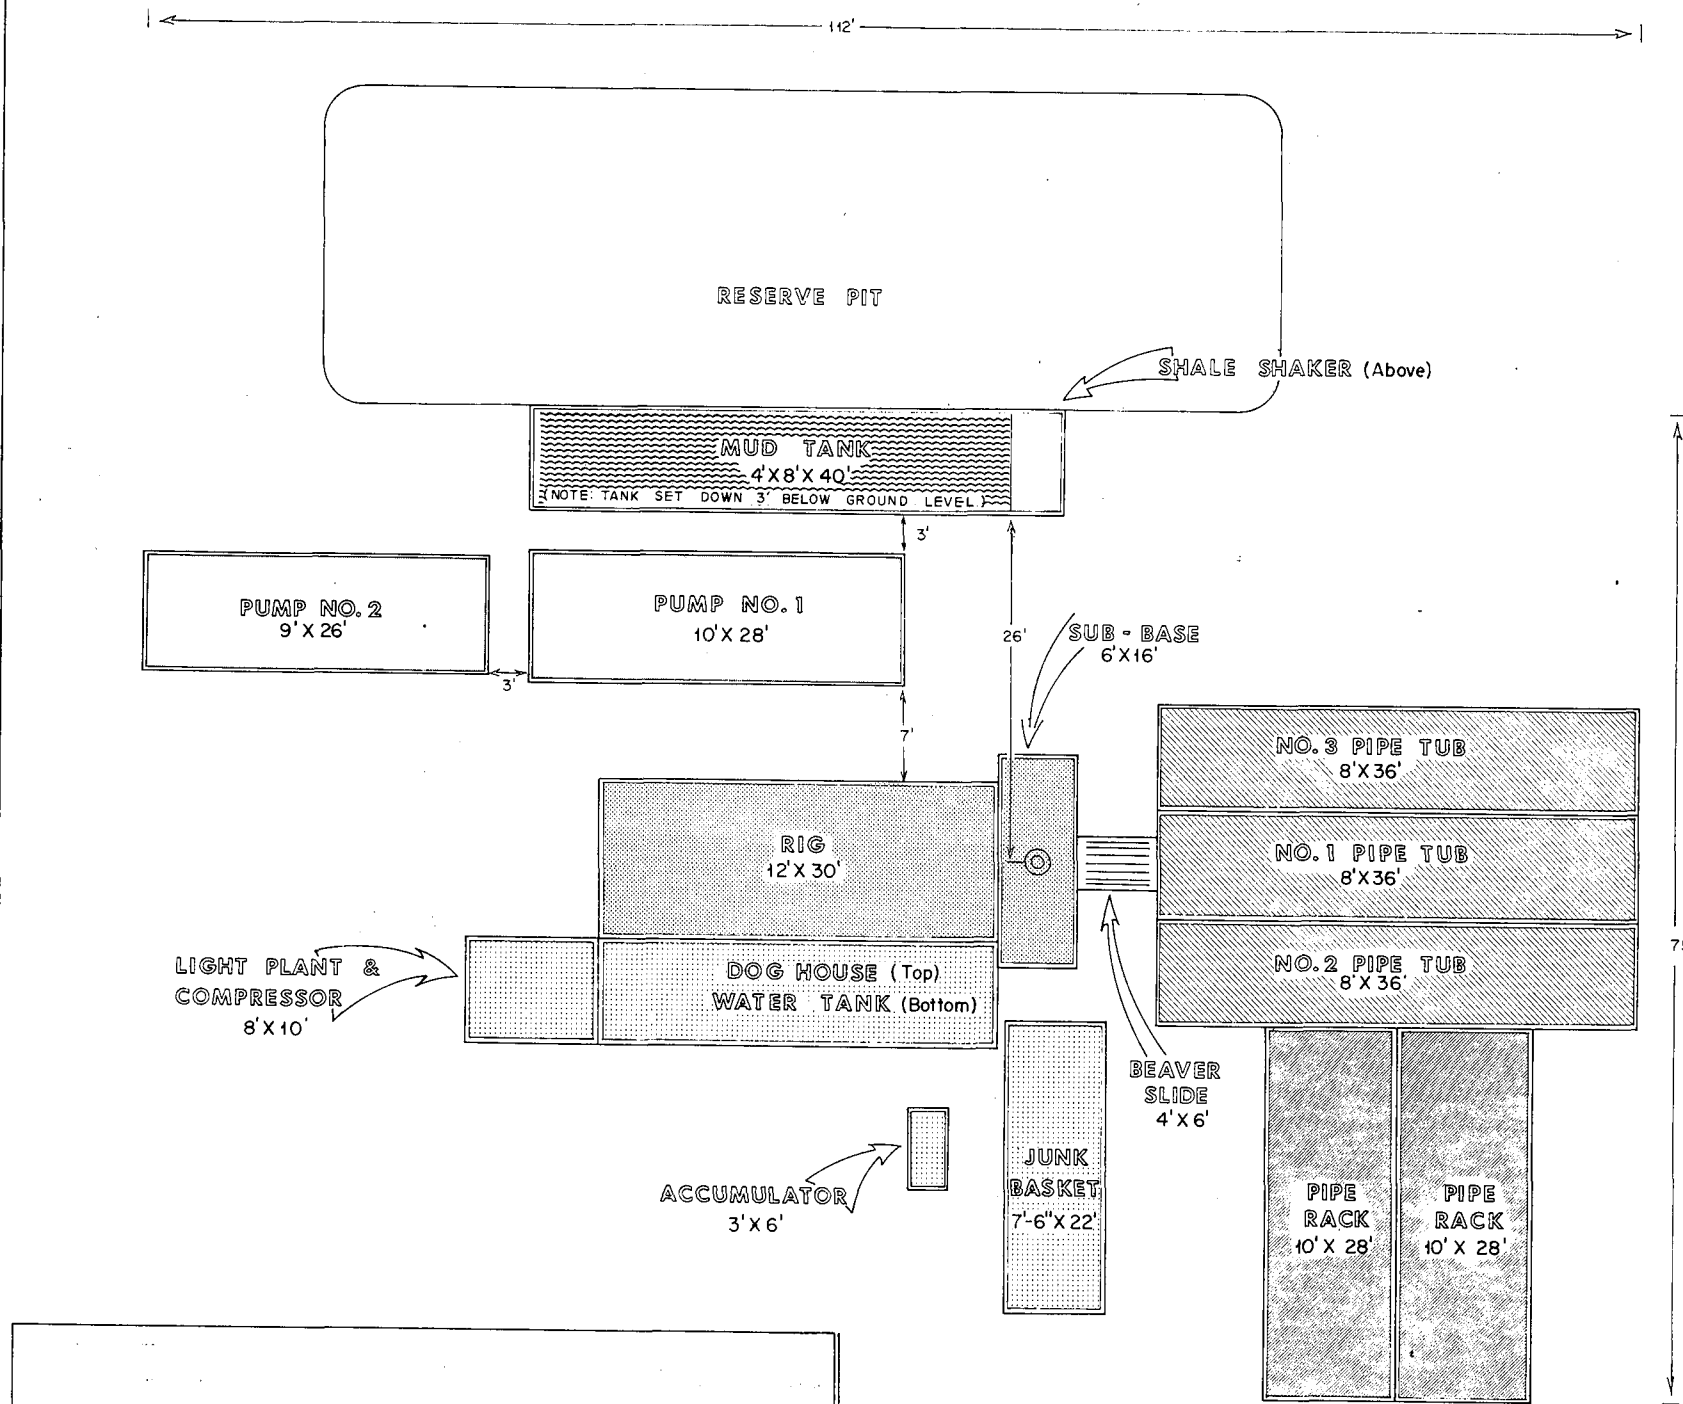 112'
RESERVE PIT
SHALE SHAKER (Above)
MUD TANK
4'X8'X40'
(NOTE: TANK SET DOWN 3' BELOW GROUND LEVEL)
3'
PUMP NO. 2
9'X26'
PUMP NO. 1
10'X28'
3'
26'
SUB-BASE
6'X16'
7'
NO. 3 PIPE TUB
8'X36'
RIG
12'X30'
NO. 1 PIPE TUB
8'X36'
LIGHT PLANT &
COMPRESSOR
8'X10'
DOG HOUSE (Top)
WATER TANK (Bottom)
NO. 2 PIPE TUB
8'X36'
BEAVER
SLIDE
4'X6'
ACCUMULATOR
3'X6'
JUNK
BASKET
7'-6"X22'
PIPE
RACK
10'X28'
PIPE
RACK
10'X28'